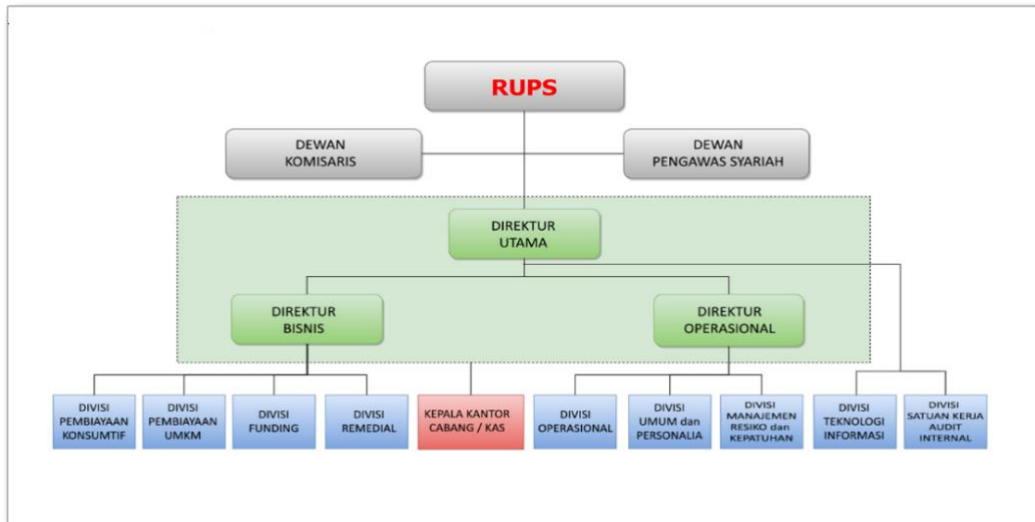 RUPS
DEWAN
KOMISARIS
DEWAN
PENGAWAS SYARIAH
DIREKTUR
UTAMA
DIREKTUR
BISNIS
DIREKTUR
OPERASIONAL
DIVISI
PEMBIAYAAN
KONSUMTIF
DIVISI
PEMBIAYAAN
UMKM
DIVISI
FUNDING
DIVISI
REMEDIAL
KEPALA KANTOR
CABANG / KAS
DIVISI
OPERASIONAL
DIVISI
UMUM dan
PERSONALIA
DIVISI
MANAJEMEN
RESIKO dan
KEPATUHAN
DIVISI
TEKNOLOGI
INFORMASI
DIVISI
SATUAN KERJA
AUDIT
INTERNAL